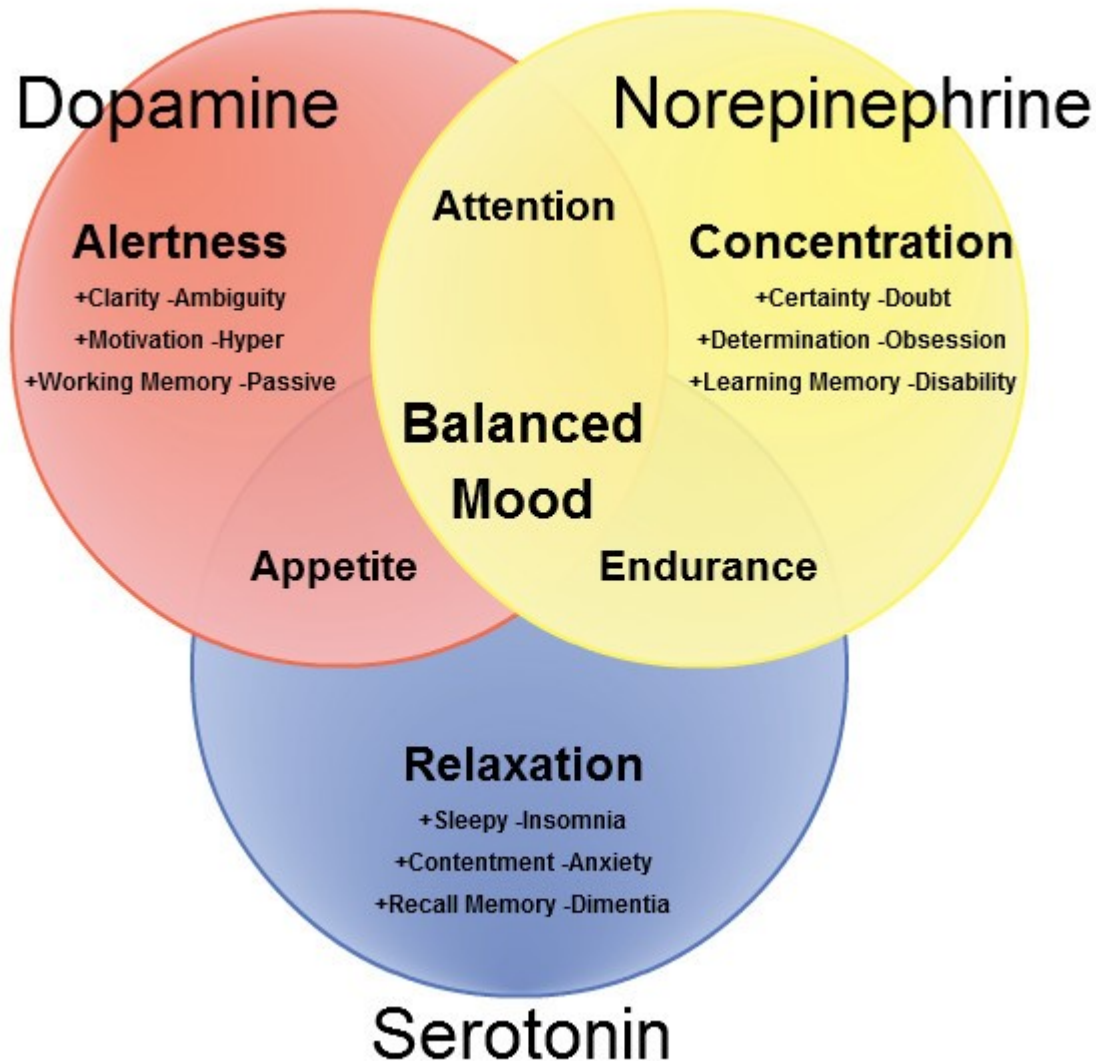 Dopamine
Norepinephrine
Attention
Alertness
+Clarity -Ambiguity
+Motivation -Hyper
+Working Memory -Passive
Concentration
+Certainty -Doubt
+Determination -Obsession
+Learning Memory -Disability
Balanced
Mood
Appetite
Endurance
Relaxation
+Sleepy -Insomnia
+Contentment -Anxiety
+Recall Memory -Dimentia
Serotonin